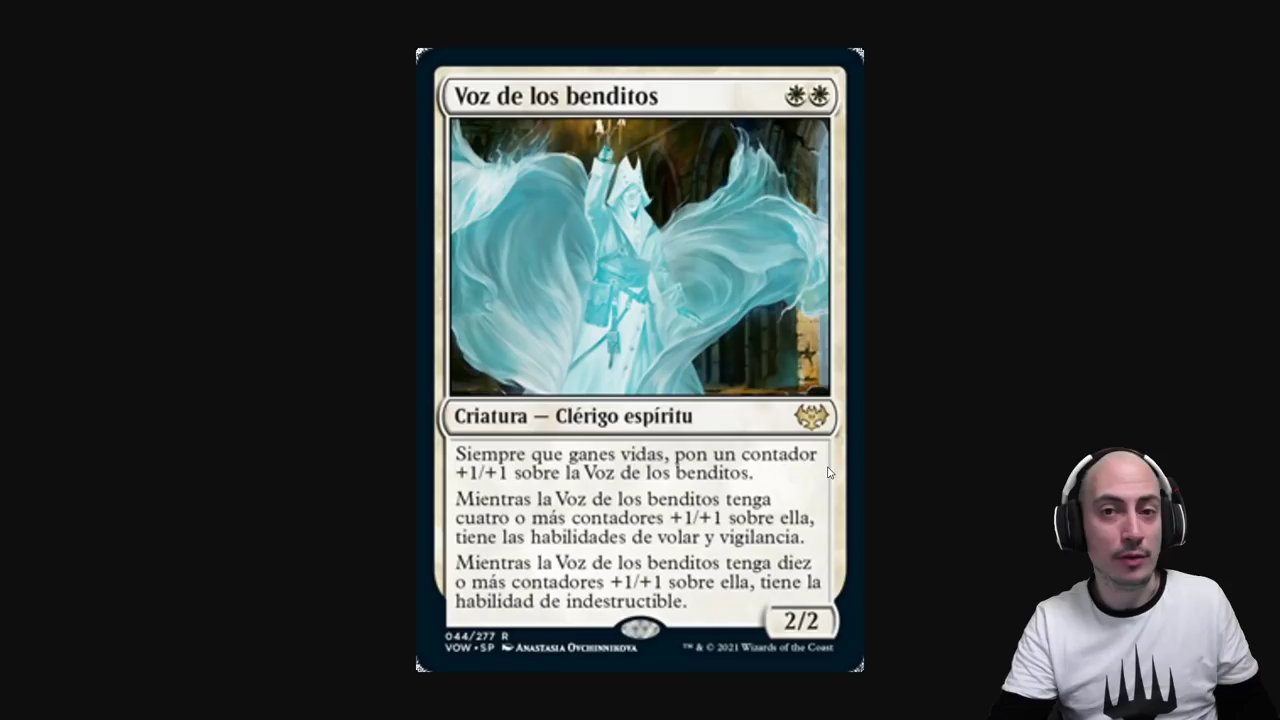 Voz de los benditos
Criatura — Clérigo espíritu
Siempre que ganes vidas, pon un contador
+1/+1 sobre la Voz de los benditos.
Mientras la Voz de los benditos tenga
cuatro o más contadores +1/+1 sobre ella,
tiene las habilidades de volar y vigilancia.
Mientras la Voz de los benditos tenga diez
o más contadores +1/+1 sobre ella, tiene la
habilidad de indestructible.
2/2
044/277 R
VOW • SP ANASTASIA OVCHINNIKOVA
™ & © 2021 Wizards of the Coast